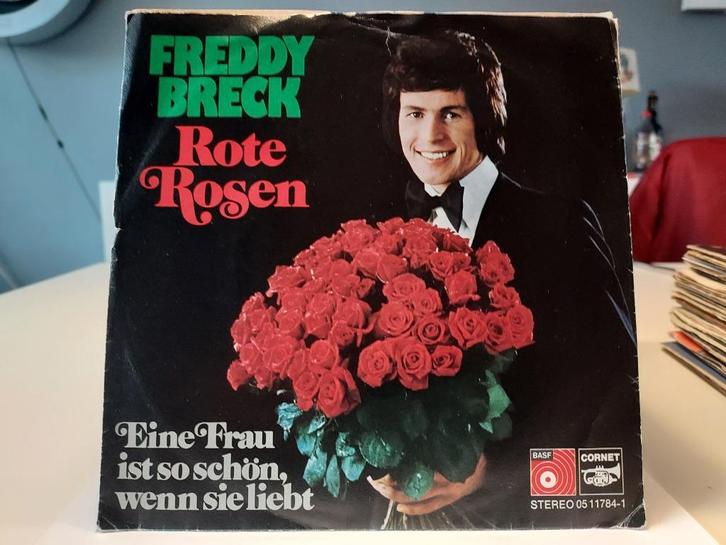 FREDDY
BRECK
Rote
Rosen
Eine Frau
ist so schön,
wenn sie liebt
BASF
CORNET
STEREO 05 11784-1